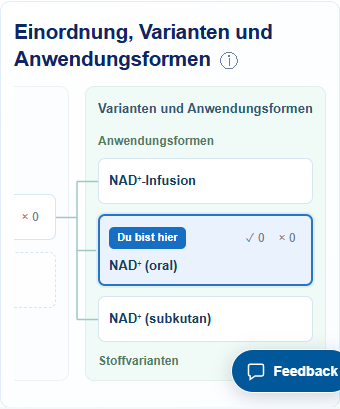 Einordnung, Varianten und
Anwendungsformen ⓘ
Varianten und Anwendungsformen
Anwendungsformen
NAD⁺-Infusion
× 0
Du bist hier
✓ 0 × 0
NAD⁺ (oral)
NAD⁺ (subkutan)
Stoffvarianten
Feedback